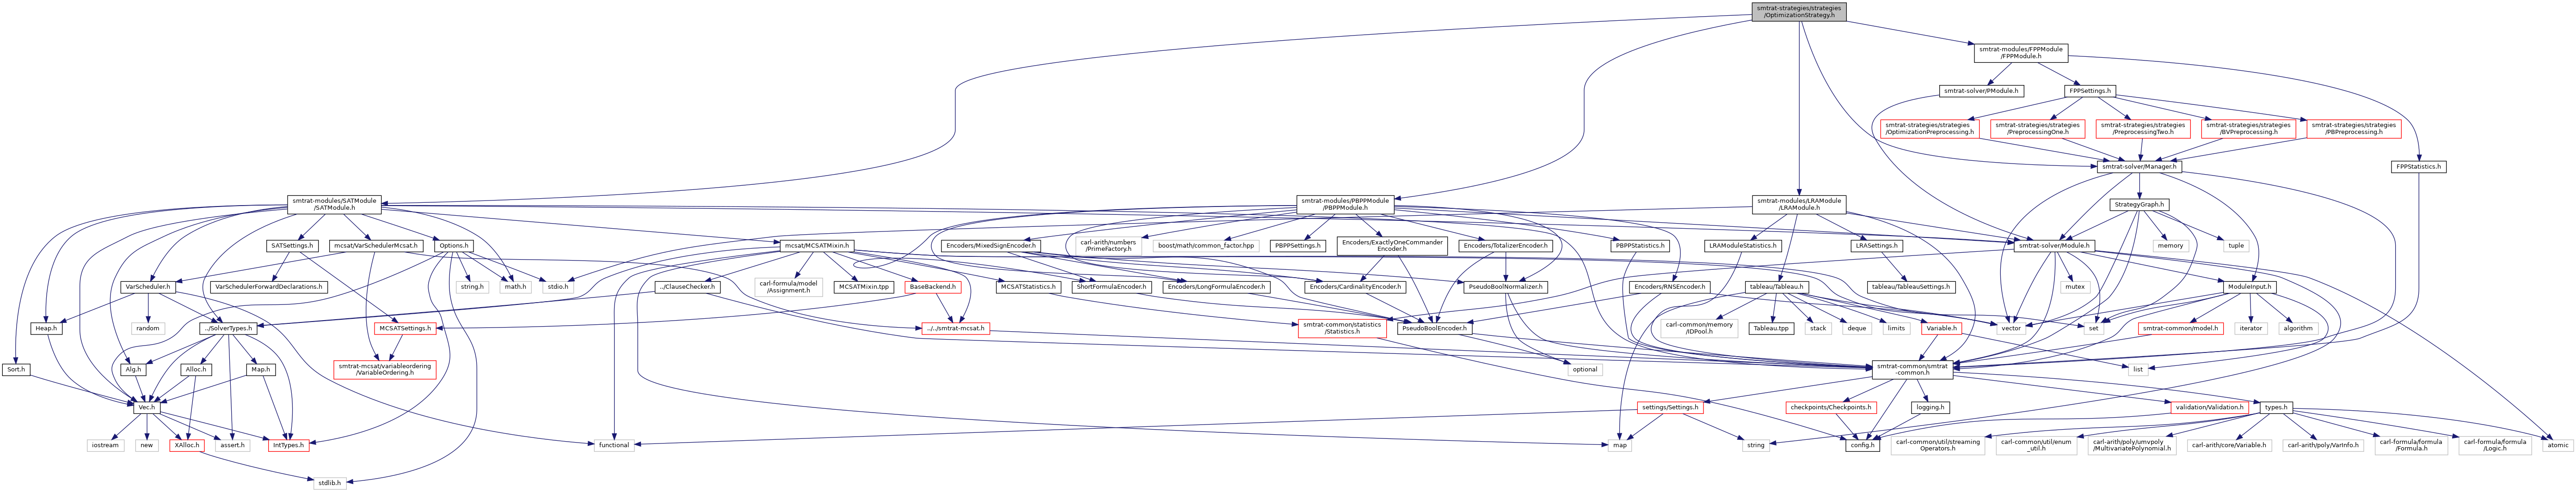 smtrat-strategies/strategies
/OptimizationStrategy.h
smtrat-modules/FPPModule
/FPPModule.h
smtrat-solver/PModule.h
FPPSettings.h
smtrat-strategies/strategies
/OptimizationPreprocessing.h
smtrat-strategies/strategies
/PreprocessingOne.h
smtrat-strategies/strategies
/PreprocessingTwo.h
smtrat-strategies/strategies
/BVPreprocessing.h
smtrat-strategies/strategies
/PBPreprocessing.h
smtrat-solver/Manager.h
FPPStatistics.h
smtrat-modules/SATModule
/SATModule.h
smtrat-modules/PBPPModule
/PBPPModule.h
smtrat-modules/LRAModule
/LRAModule.h
StrategyGraph.h
SATSettings.h
mcsat/VarSchedulerMcsat.h
Options.h
mcsat/MCSATMixin.h
Encoders/MixedSignEncoder.h
carl-arith/numbers
/PrimeFactory.h
boost/math/common_factor.hpp
PBPPSettings.h
Encoders/ExactlyOneCommander
Encoder.h
Encoders/TotalizerEncoder.h
PBPPStatistics.h
LRAModuleStatistics.h
LRASettings.h
smtrat-solver/Module.h
memory
tuple
VarScheduler.h
VarSchedulerForwardDeclarations.h
string.h
math.h
stdio.h
../ClauseChecker.h
carl-formula/model
/Assignment.h
MCSATMixin.tpp
BaseBackend.h
MCSATStatistics.h
ShortFormulaEncoder.h
Encoders/LongFormulaEncoder.h
Encoders/CardinalityEncoder.h
PseudoBoolNormalizer.h
Encoders/RNSEncoder.h
tableau/Tableau.h
tableau/TableauSettings.h
mutex
ModuleInput.h
Heap.h
random
../SolverTypes.h
MCSATSettings.h
../../smtrat-mcsat.h
smtrat-common/statistics
/Statistics.h
PseudoBoolEncoder.h
carl-common/memory
/IDPool.h
Tableau.tpp
stack
deque
limits
Variable.h
vector
set
smtrat-common/model.h
iterator
algorithm
Sort.h
Alg.h
Alloc.h
Map.h
smtrat-mcsat/variableordering
/VariableOrdering.h
optional
smtrat-common/smtrat
-common.h
list
Vec.h
settings/Settings.h
checkpoints/Checkpoints.h
logging.h
validation/Validation.h
types.h
iostream
new
XAlloc.h
assert.h
IntTypes.h
functional
map
string
config.h
carl-common/util/streaming
Operators.h
carl-common/util/enum
_util.h
carl-arith/poly/umvpoly
/MultivariatePolynomial.h
carl-arith/core/Variable.h
carl-arith/poly/VarInfo.h
carl-formula/formula
/Formula.h
carl-formula/formula
/Logic.h
atomic
stdlib.h